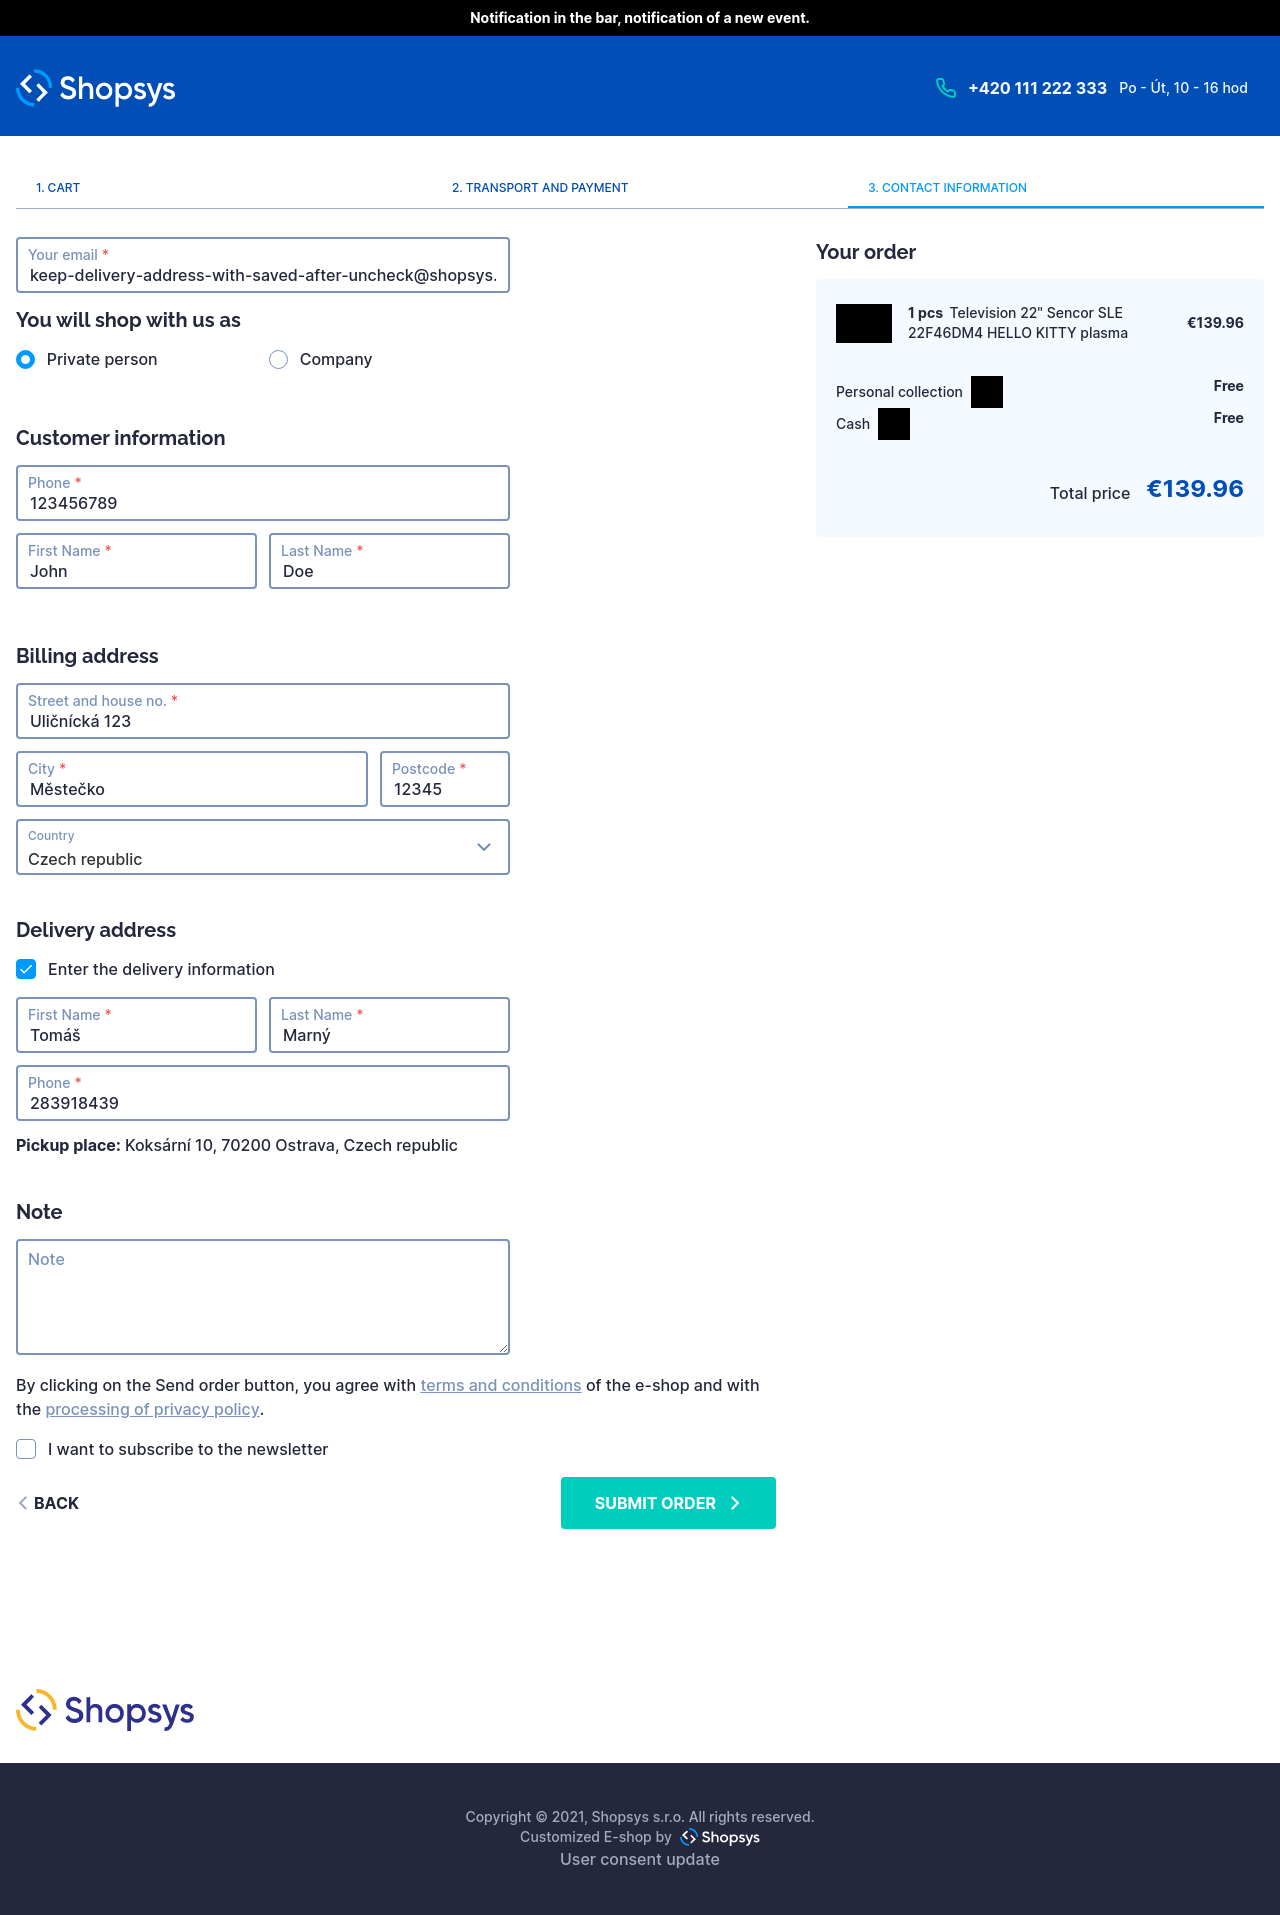 Notification in the bar, notification of a new event.
Shopsys
+420 111 222 333 Po - Út, 10 - 16 hod
1. CART
2. TRANSPORT AND PAYMENT
3. CONTACT INFORMATION
Your email *
keep-delivery-address-with-saved-after-uncheck@shopsys.
You will shop with us as
Private person
Company
Customer information
Phone *
123456789
First Name *
John
Last Name *
Doe
Billing address
Street and house no. *
Uličnícká 123
City *
Městečko
Postcode *
12345
Country
Czech republic
Delivery address
Enter the delivery information
First Name *
Tomáš
Last Name *
Marný
Phone *
283918439
Pickup place: Koksární 10, 70200 Ostrava, Czech republic
Note
Note
By clicking on the Send order button, you agree with terms and conditions of the e-shop and with
the processing of privacy policy.
I want to subscribe to the newsletter
BACK
SUBMIT ORDER
Your order
1 pcs Television 22" Sencor SLE
22F46DM4 HELLO KITTY plasma
€139.96
Personal collection
Free
Cash
Free
Total price €139.96
Shopsys
Copyright © 2021, Shopsys s.r.o. All rights reserved.
Customized E-shop by Shopsys
User consent update